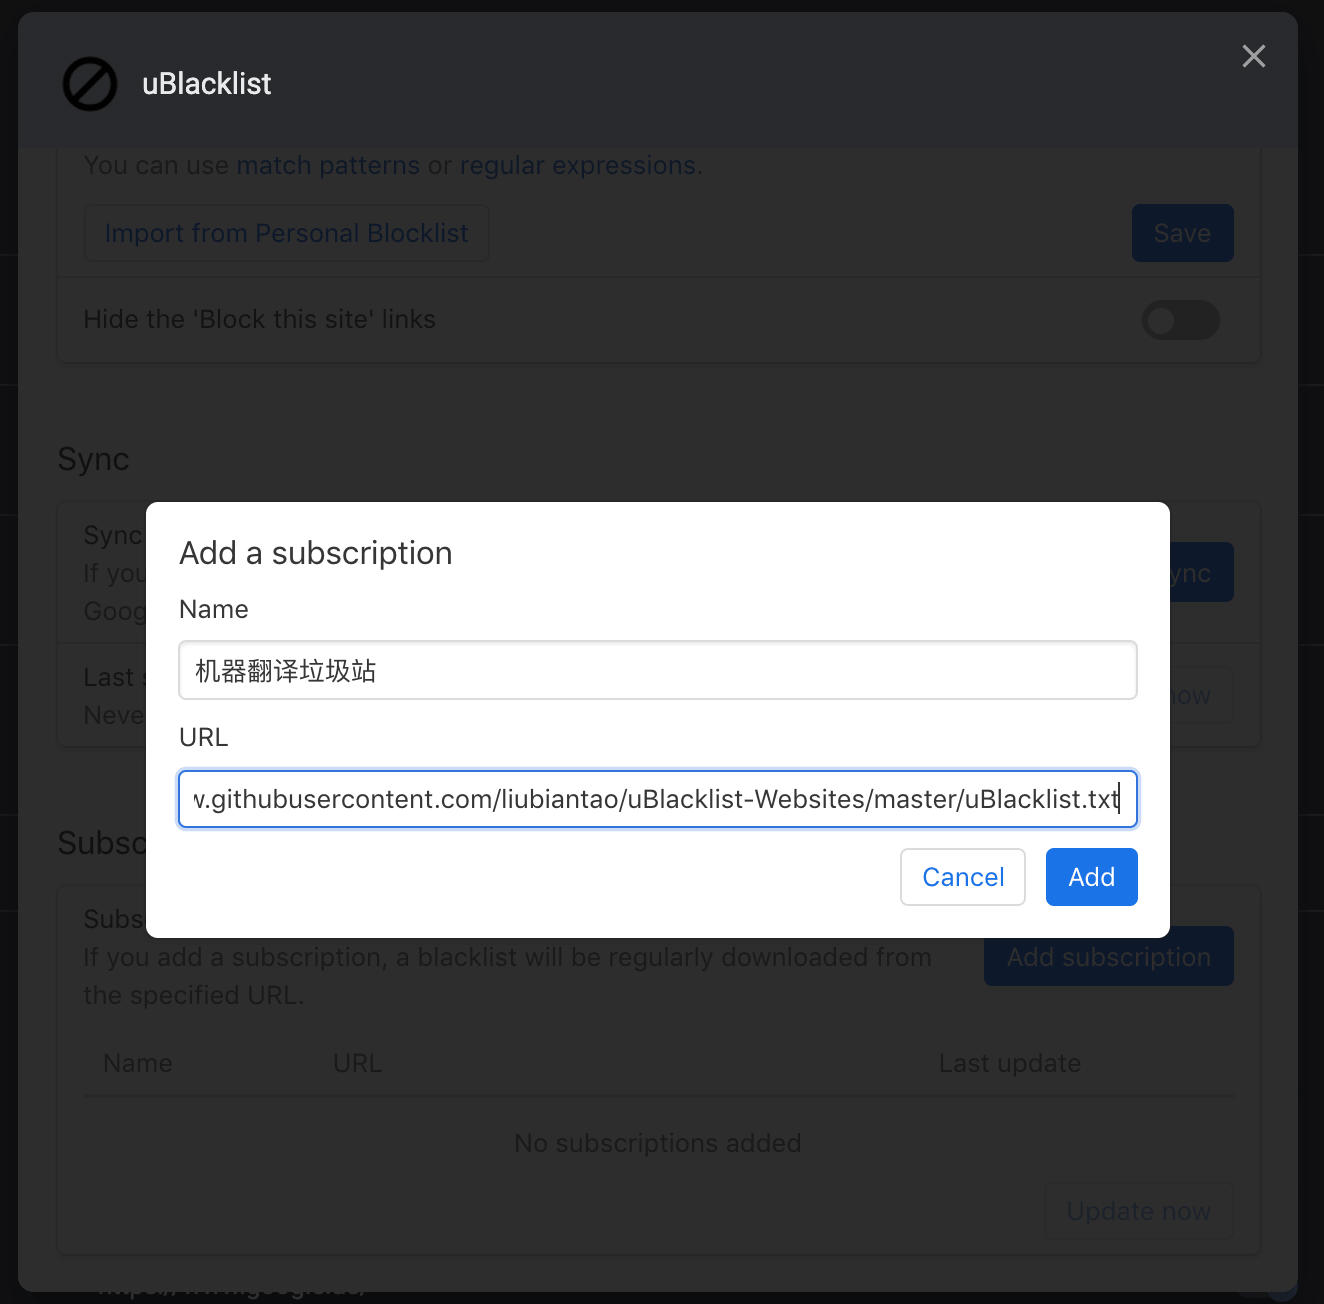 uBlacklist
You can use match patterns or regular expressions.
Import from Personal Blocklist
Save
Hide the 'Block this site' links
Sync
Sync
ync
If you
Goog
Last
Never
now
Add a subscription
Name
机器翻译垃圾站
URL
w.githubusercontent.com/liubiantao/uBlacklist-Websites/master/uBlacklist.txt
Cancel
Add
Subsc
Subs
If you add a subscription, a blacklist will be regularly downloaded from
the specified URL.
Add subscription
Name
URL
Last update
No subscriptions added
Update now